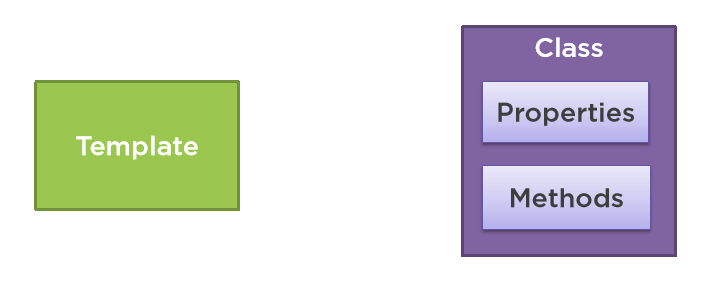 Class
Properties
Template
Methods